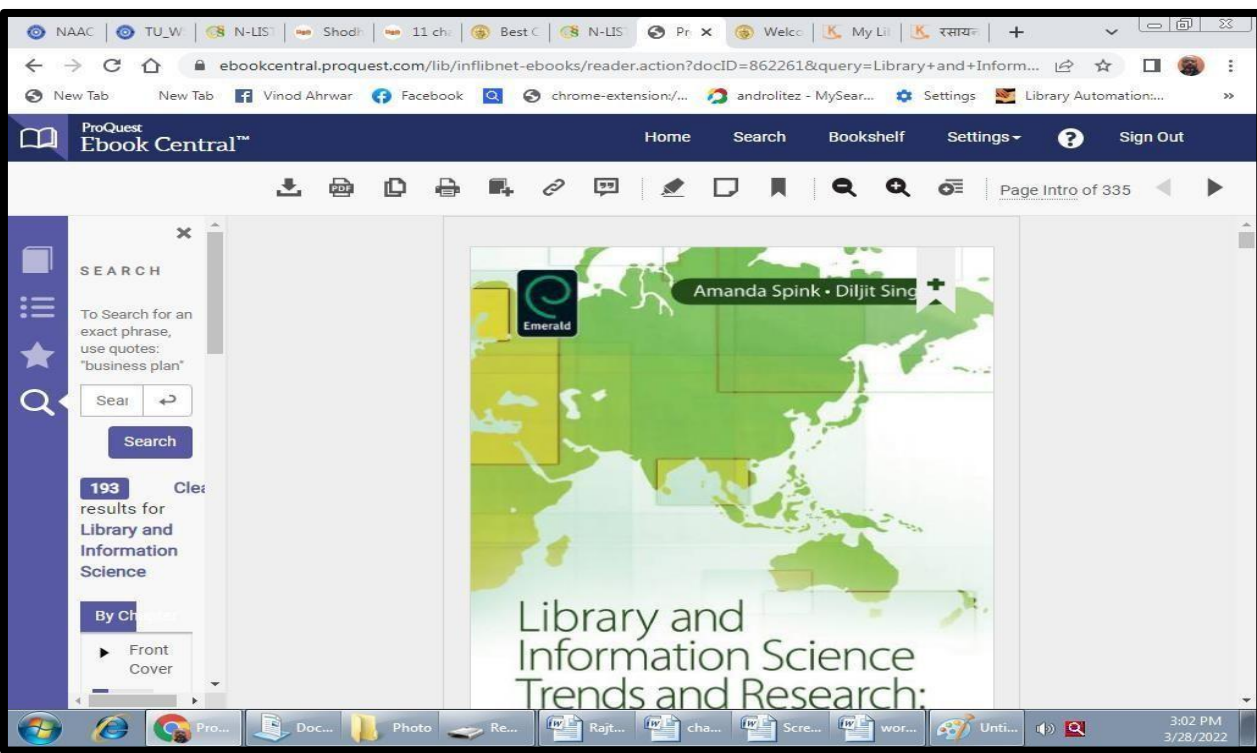 NAAC TU_W N-LIS Shodh 11 cha Best C N-LIS Pr Welco My Lil रसायन
ebookcentral.proquest.com/lib/inflibnet-ebooks/reader.action?docID=862261&query=Library+and+Inform...
New Tab New Tab Vinod Ahrwar Facebook chrome-extension:/... androlitez - MySear... Settings Library Automation:... »
ProQuest
Ebook Central™ Home Search Bookshelf Settings ? Sign Out
PDF Page Intro of 335
SEARCH
To Search for an
exact phrase,
use quotes:
"business plan"
Sear
Search
193 Clea
results for
Library and
Information
Science
By Ch
Front
Cover
Emerald
Amanda Spink • Diljit Sing
Library and
Information Science
Trends and Research:
Pro... Doc... Photo Re... Rajt... cha... Scre... wor... Unti... 3:02 PM
3/28/2022